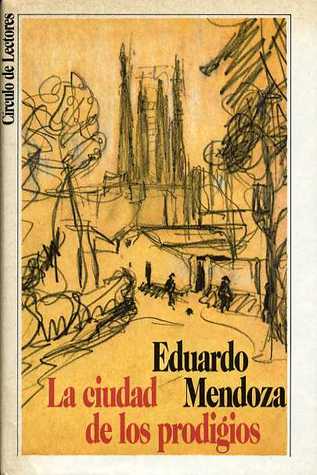 Círculo de Lectores
Eduardo
La ciudad Mendoza
de los prodigios